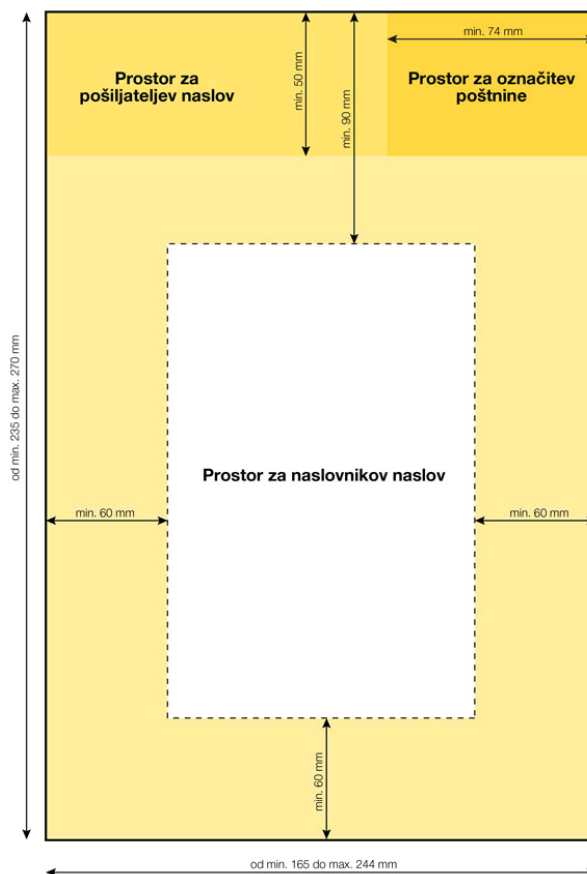 min. 74 mm
Prostor za
pošiljateljev naslov
min. 50 mm
min. 90 mm
Prostor za označitev
poštnine
od min. 235 do max. 270 mm
Prostor za naslovnikov naslov
min. 60 mm
min. 60 mm
min. 60 mm
od min. 165 do max. 244 mm